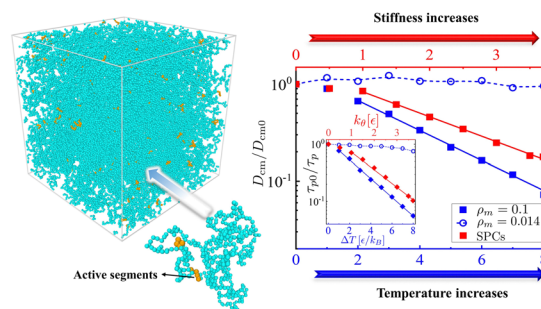 Stiffness increases
0 1 2 3
10^0
10^-1
D_cm/D_cm0
k_θ[ϵ]
0 1 2 3
10^0
10^-1
τ_p0/τ_p
0 2 4 6 8
ΔT[ϵ/k_B]
ρ_m = 0.1
ρ_m = 0.014
SPCs
0 2 4 6
Active segments
Temperature increases